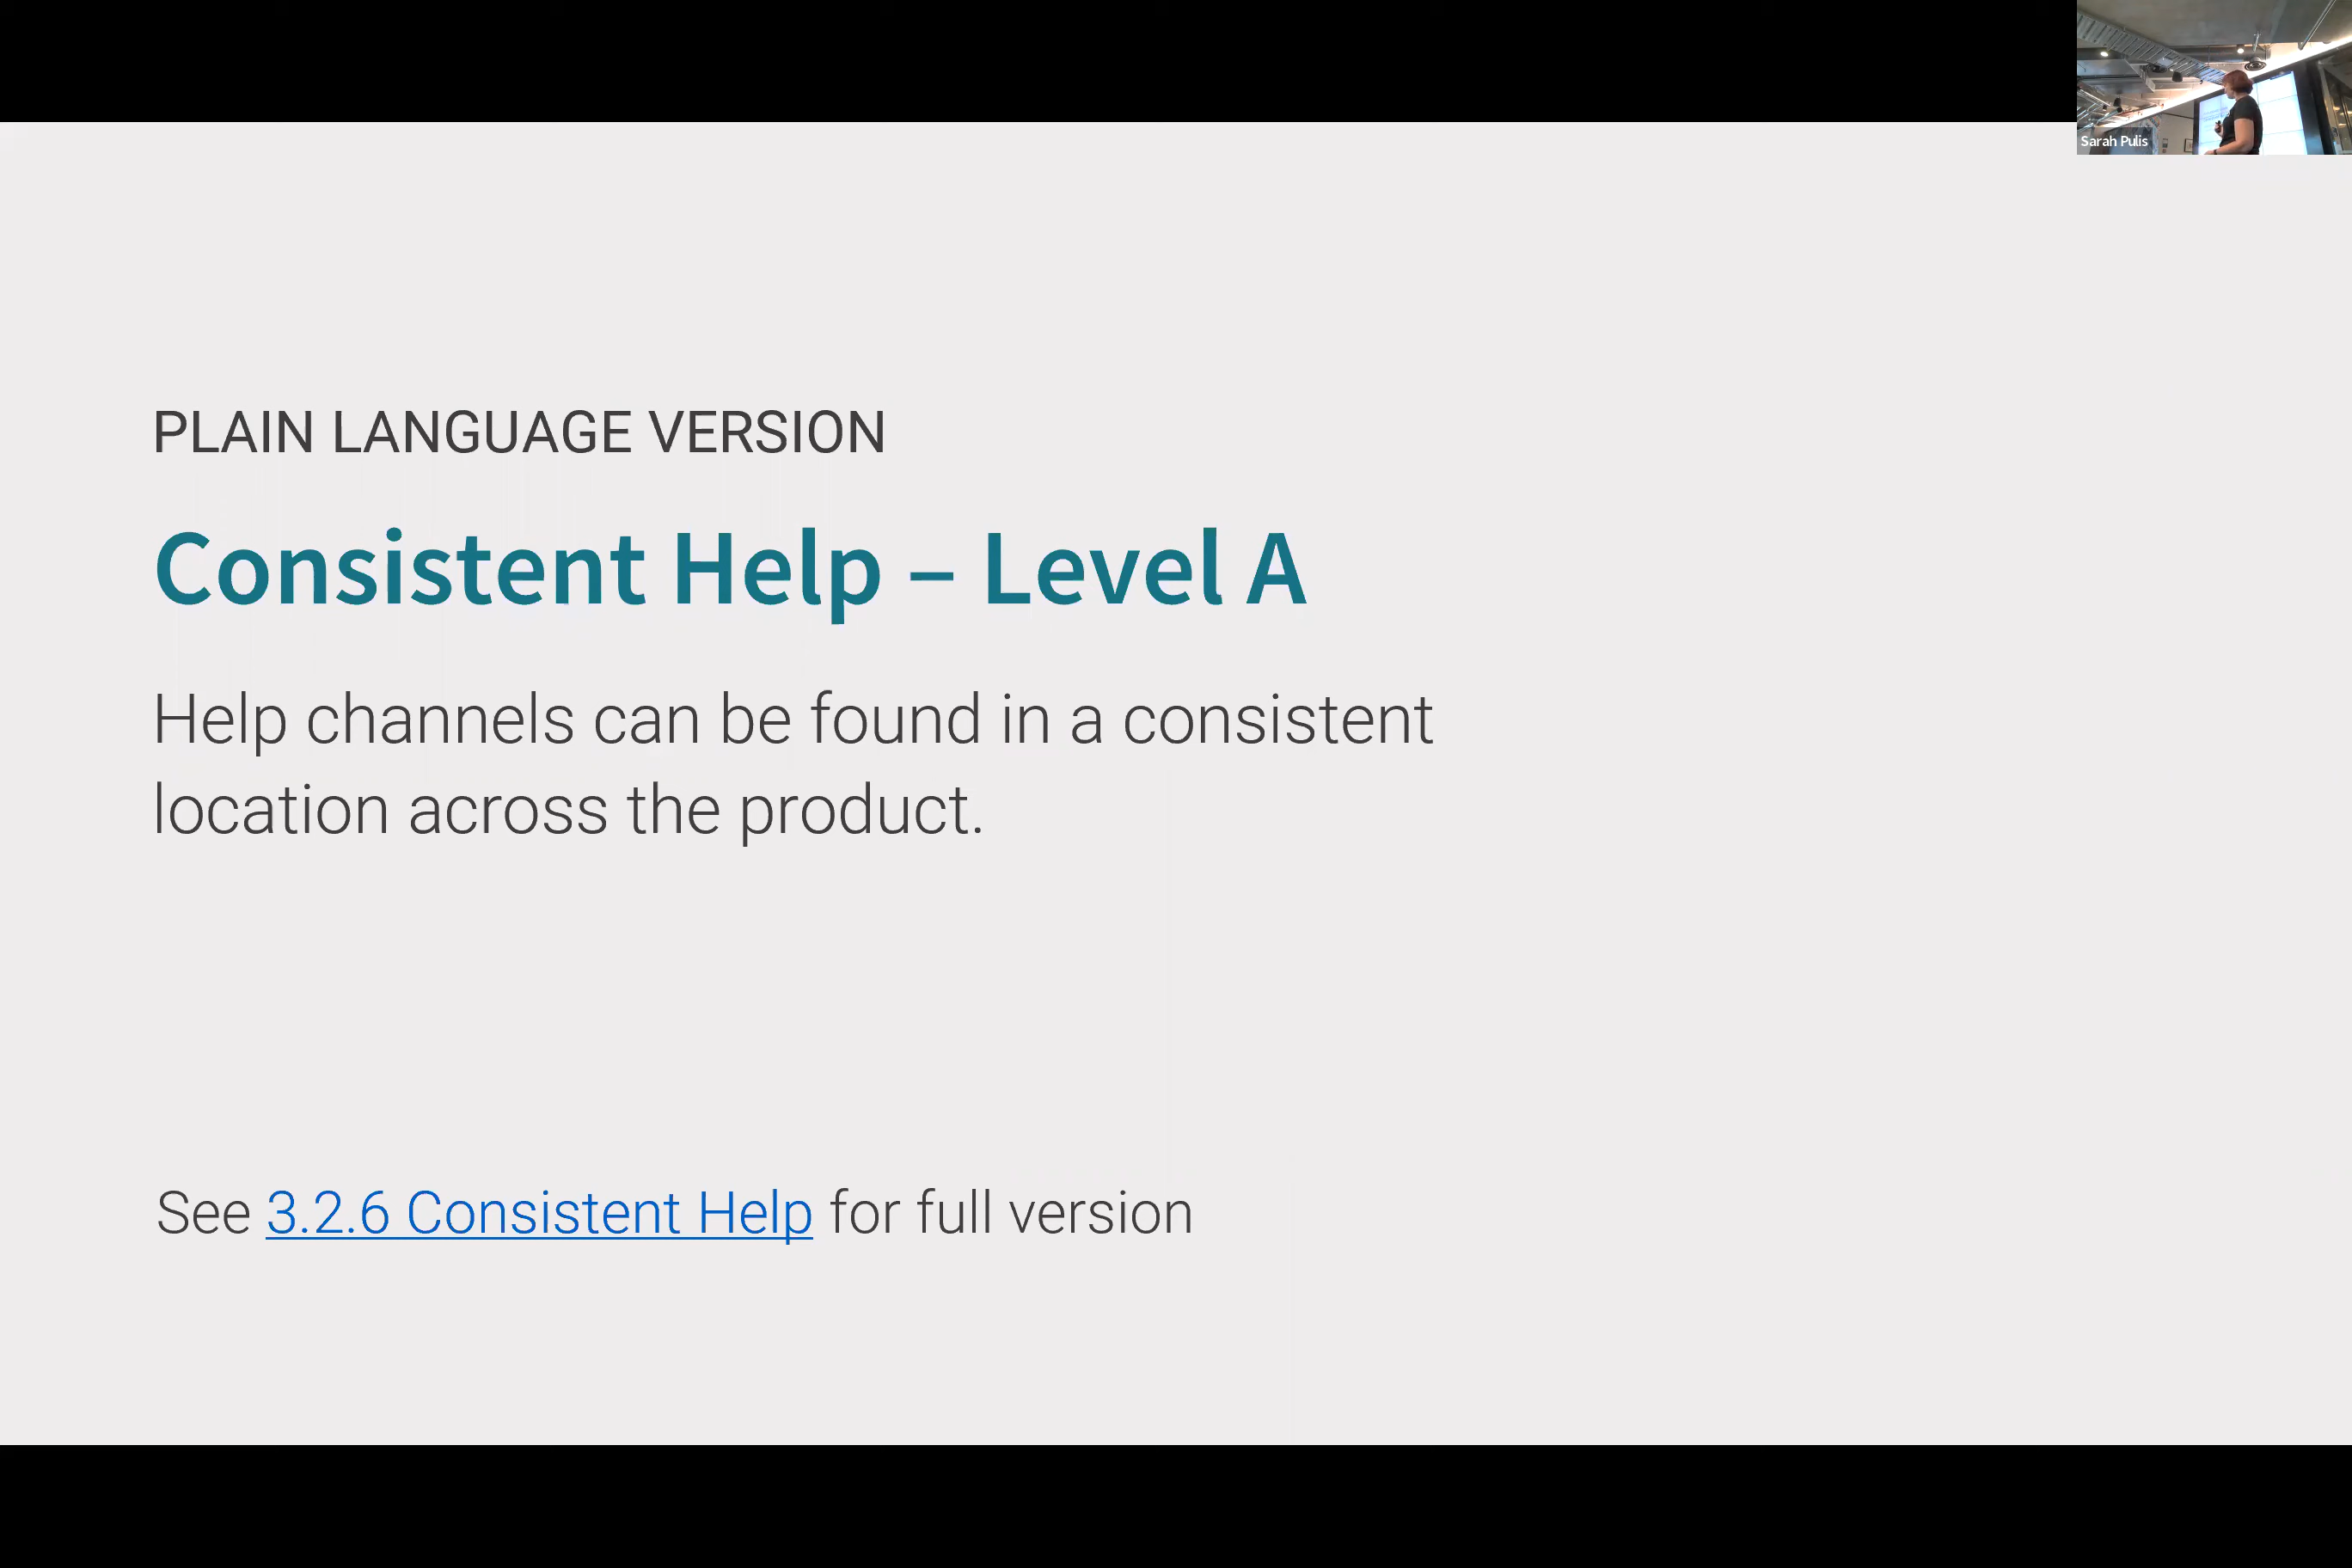 PLAIN LANGUAGE VERSION
Consistent Help – Level A
Help channels can be found in a consistent
location across the product.
See 3.2.6 Consistent Help for full version
Sarah Pulis